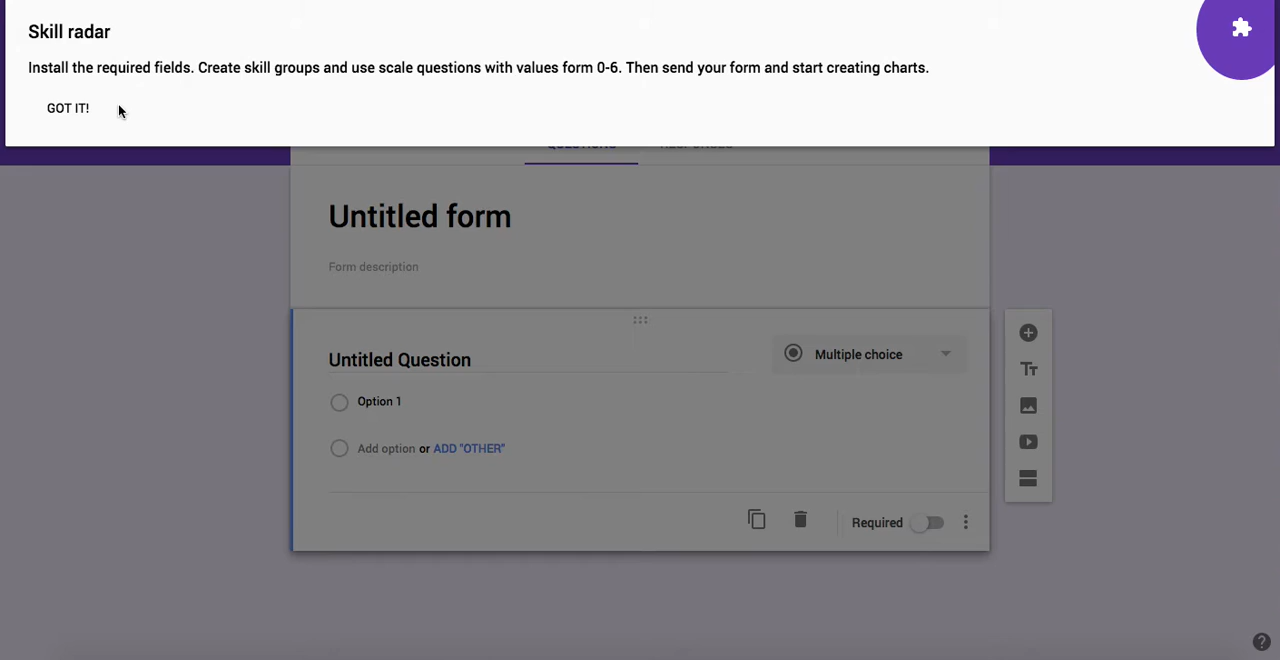 Skill radar
Install the required fields. Create skill groups and use scale questions with values form 0-6. Then send your form and start creating charts.
GOT IT!
QUESTIONS RESPONSES
Untitled form
Form description
Untitled Question
Multiple choice
Option 1
Add option or ADD "OTHER"
Required